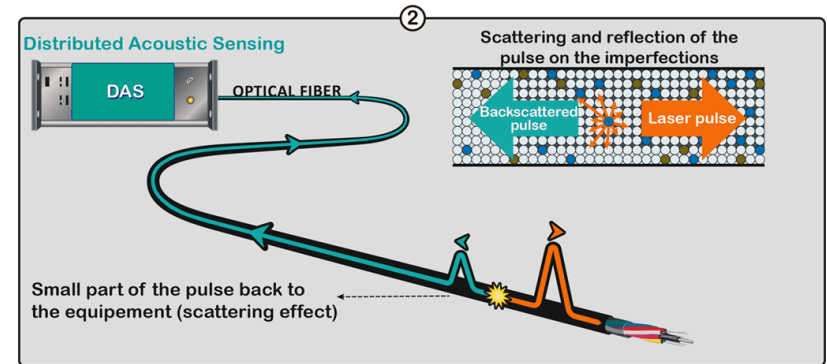 2
Distributed Acoustic Sensing
Scattering and reflection of the
pulse on the imperfections
DAS
OPTICAL FIBER
Backscattered
pulse
Laser pulse
Small part of the pulse back to
the equipement (scattering effect)